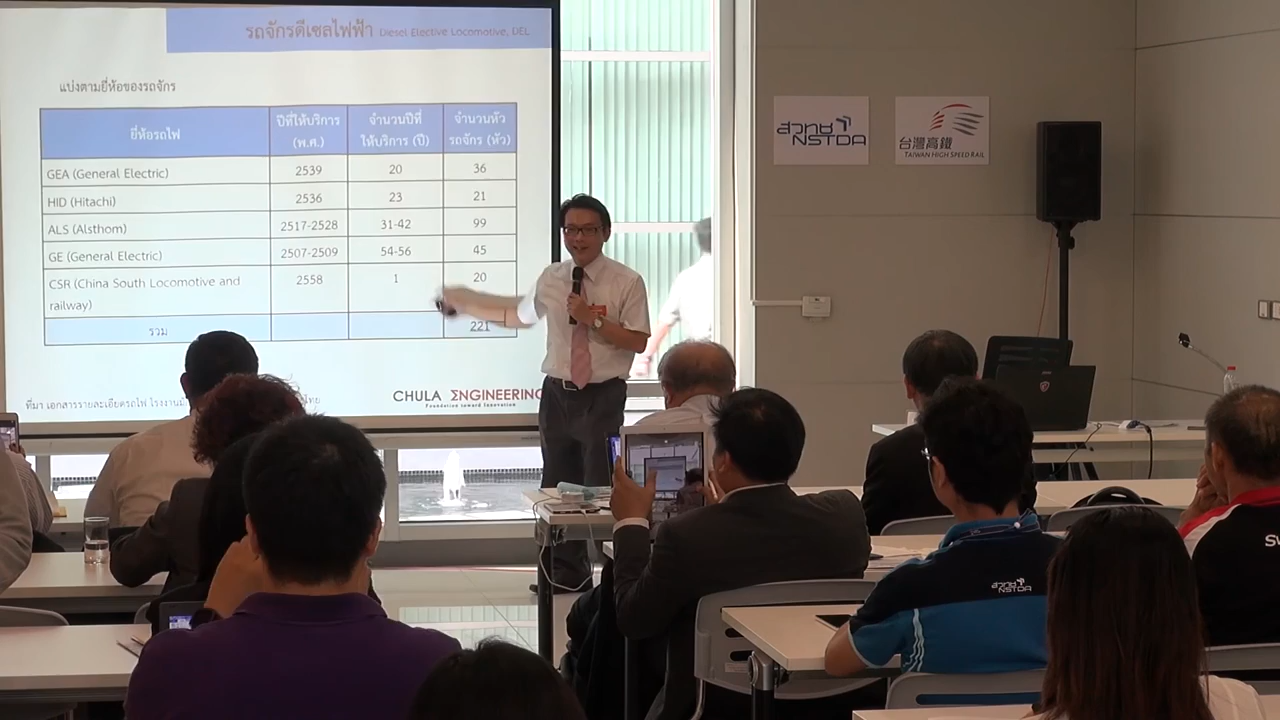 รถจักรดีเซลไฟฟ้า Diesel Elective Locomotive, DEL
แบ่งตามยี่ห้อของรถจักร
ยี่ห้อรถไฟ ปีที่ให้บริการ (พ.ศ.) จำนวนปีที่ให้บริการ (ปี) จำนวนหัวรถจักร (หัว)
GEA (General Electric) 2539 20 36
HID (Hitachi) 2536 23 21
ALS (Alsthom) 2517-2528 31-42 99
GE (General Electric) 2507-2509 54-56 45
CSR (China South Locomotive and 2558 1 20
railway)
รวม 221
ที่มา เอกสารรายละเอียดรถไฟ โรงงาน ไทย
CHULA ΣNGINEERING
Foundation toward Innovation
สวทช
NSTDA
台灣高鐵
TAIWAN HIGH SPEED RAIL
สวทช
NSTDA